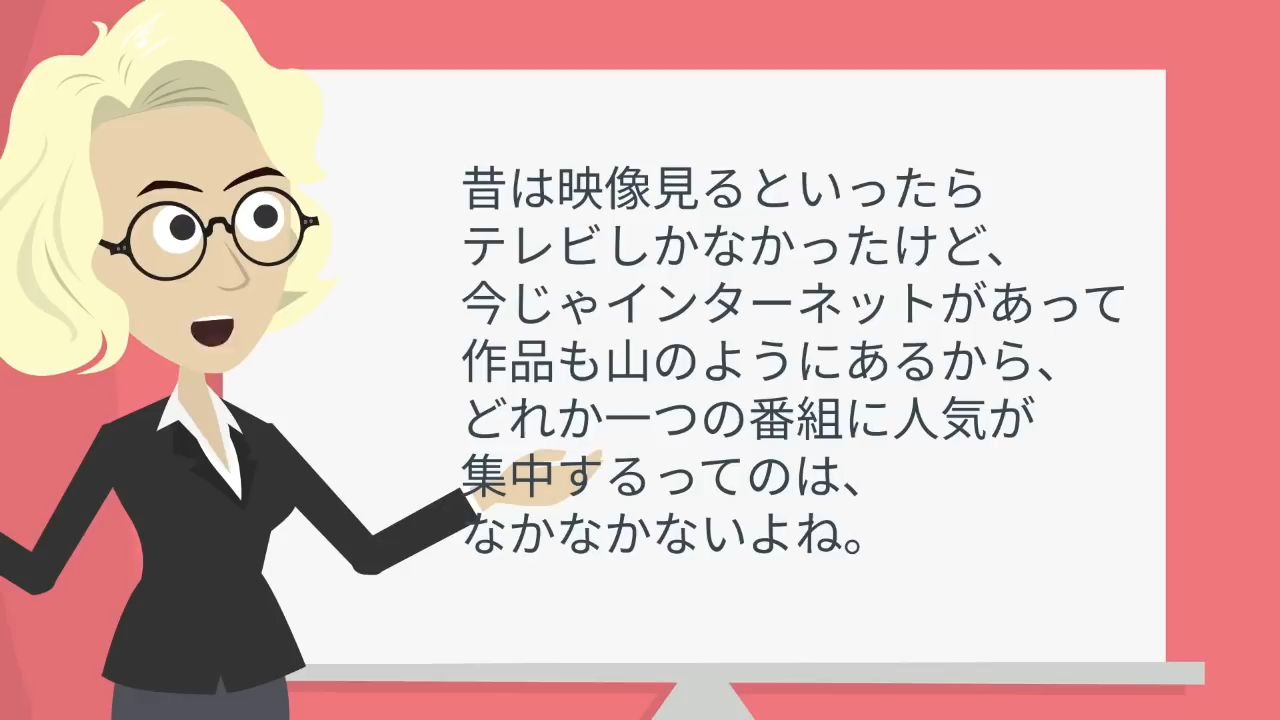 昔は映像見るといったら
テレビしかなかったけど、
今じゃインターネットがあって
作品も山のようにあるから、
どれか一つの番組に人気が
集中するってのは、
なかなかないよね。